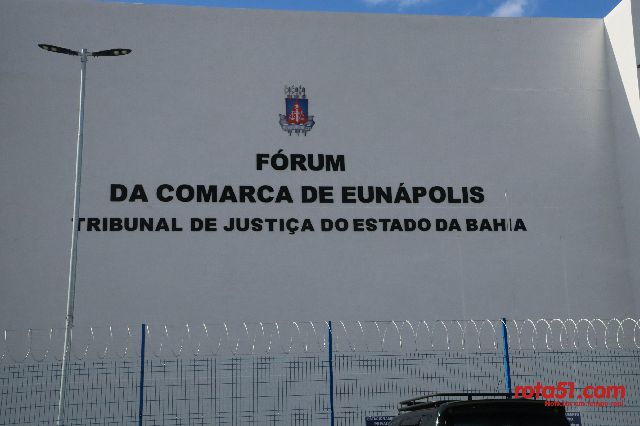 FÓRUM
DA COMARCA DE EUNÁPOLIS
TRIBUNAL DE JUSTIÇA DO ESTADO DA BAHIA
rota51.com